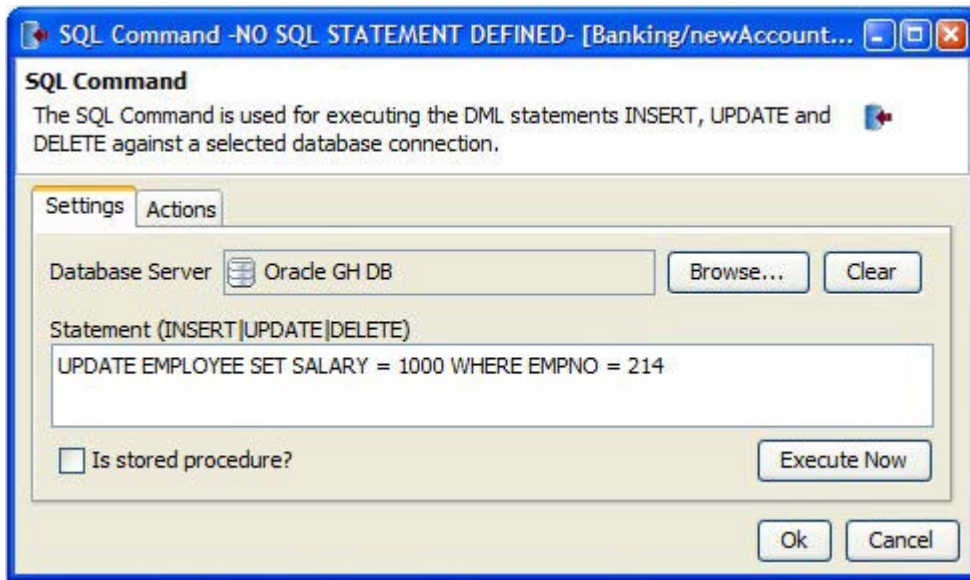 SQL Command -NO SQL STATEMENT DEFINED- [Banking/newAccount...
SQL Command
The SQL Command is used for executing the DML statements INSERT, UPDATE and
DELETE against a selected database connection.
Settings Actions
Database Server Oracle GH DB Browse... Clear
Statement (INSERT|UPDATE|DELETE)
UPDATE EMPLOYEE SET SALARY = 1000 WHERE EMPNO = 214
Is stored procedure? Execute Now
Ok Cancel